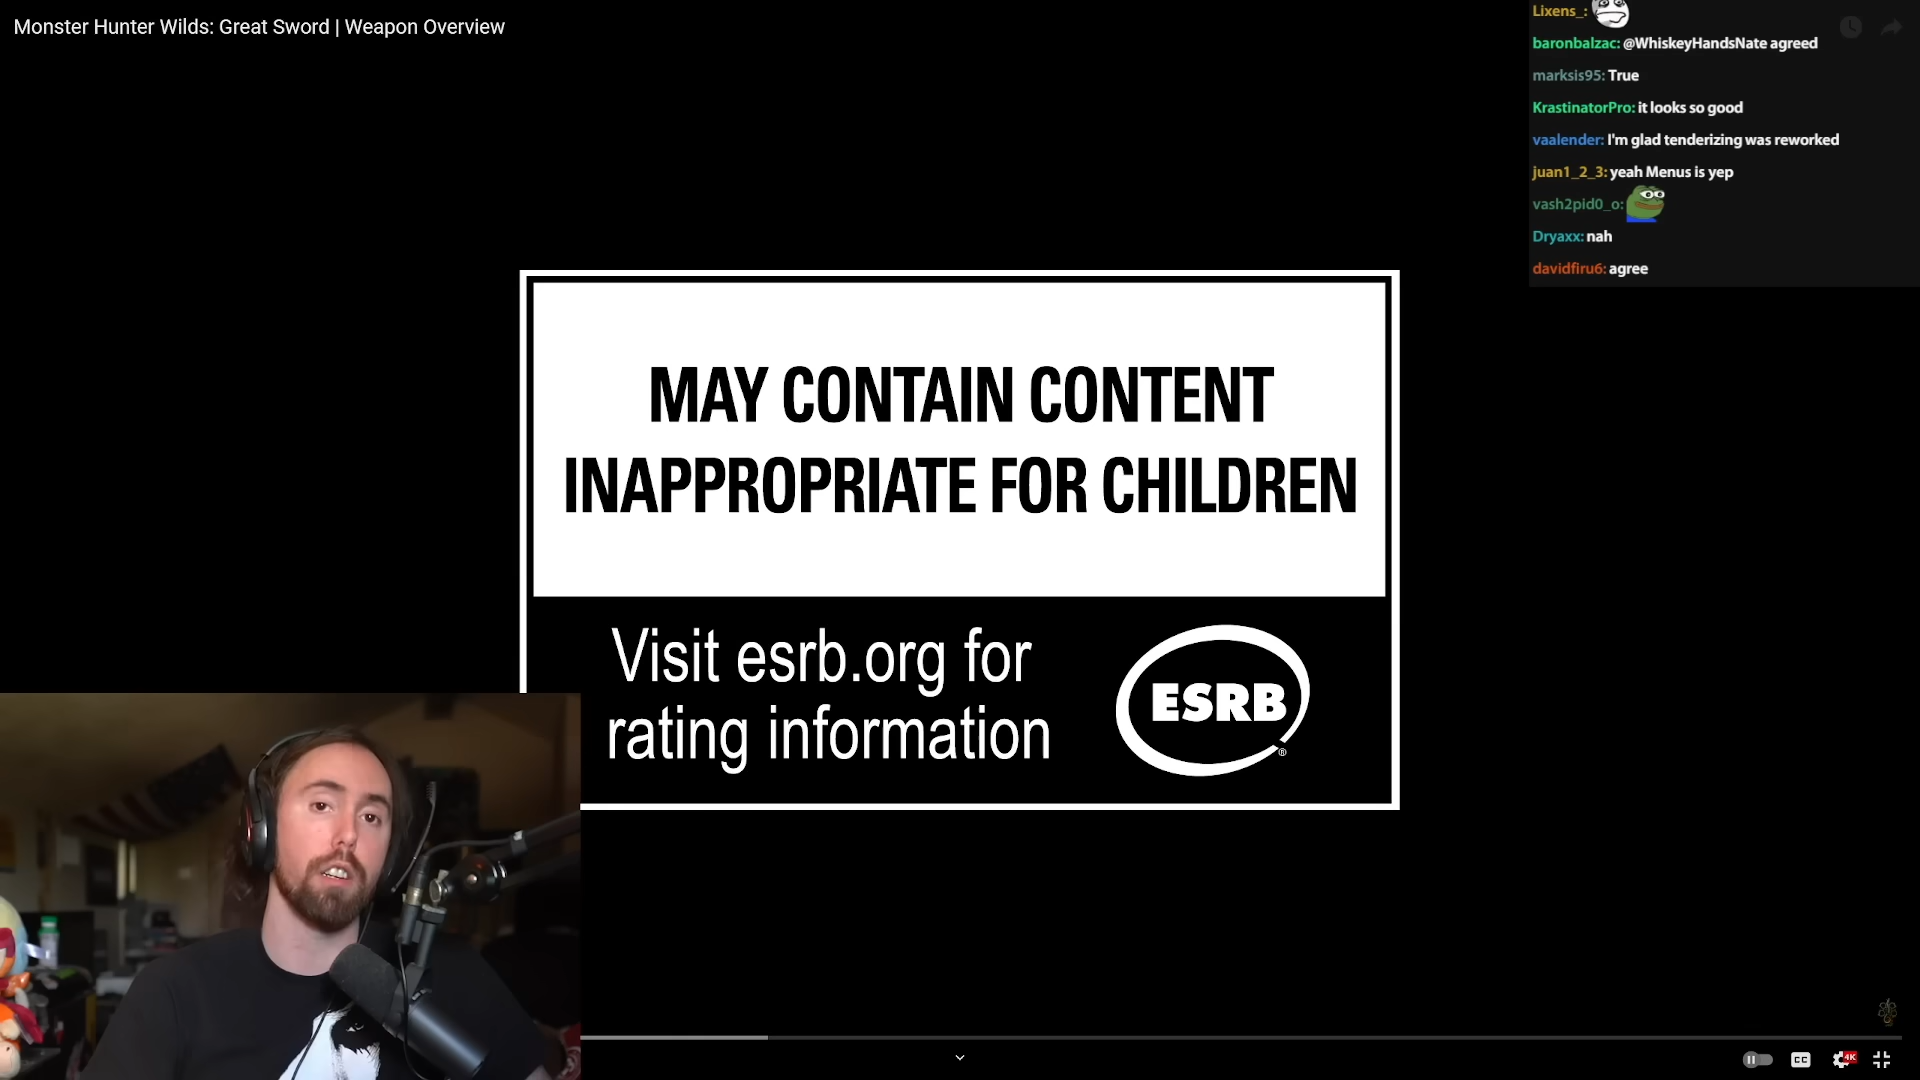 Monster Hunter Wilds: Great Sword | Weapon Overview
Lixens_:
baronbalzac: @WhiskeyHandsNate agreed
marksis95: True
KrastinatorPro: it looks so good
vaalender: I'm glad tenderizing was reworked
juan1_2_3: yeah Menus is yep
vash2pid0_o:
Dryaxx: nah
davidfiru6: agree
MAY CONTAIN CONTENT
INAPPROPRIATE FOR CHILDREN
Visit esrb.org for
rating information
ESRB
®
CC
4K